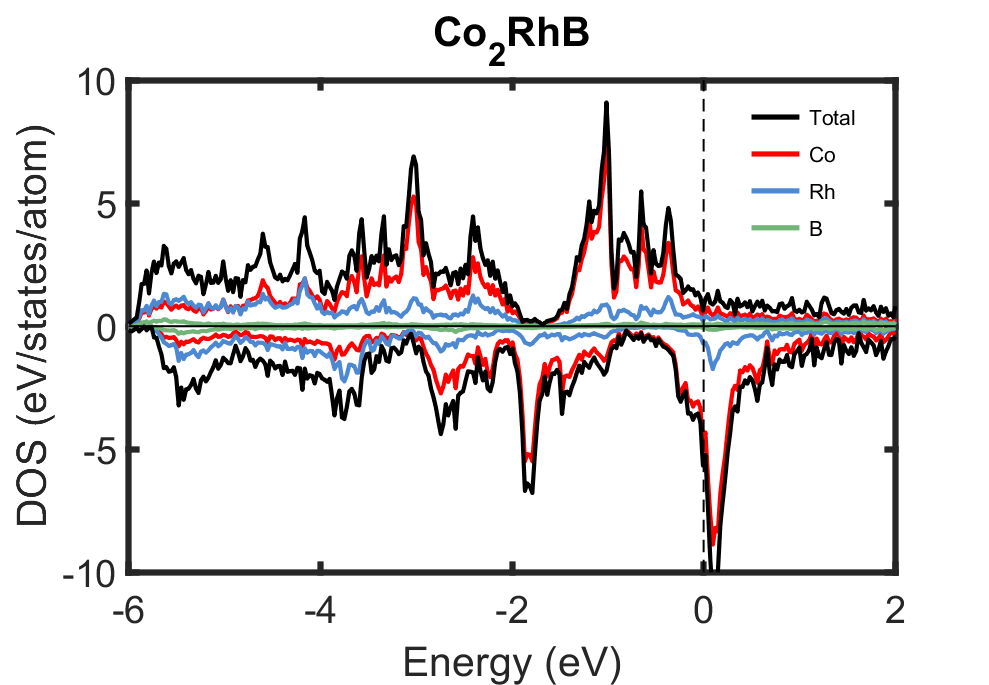 Co₂RhB
10
5
0
-5
-10
DOS (eV/states/atom)
Total
Co
Rh
B
-6
-4
-2
0
2
Energy (eV)